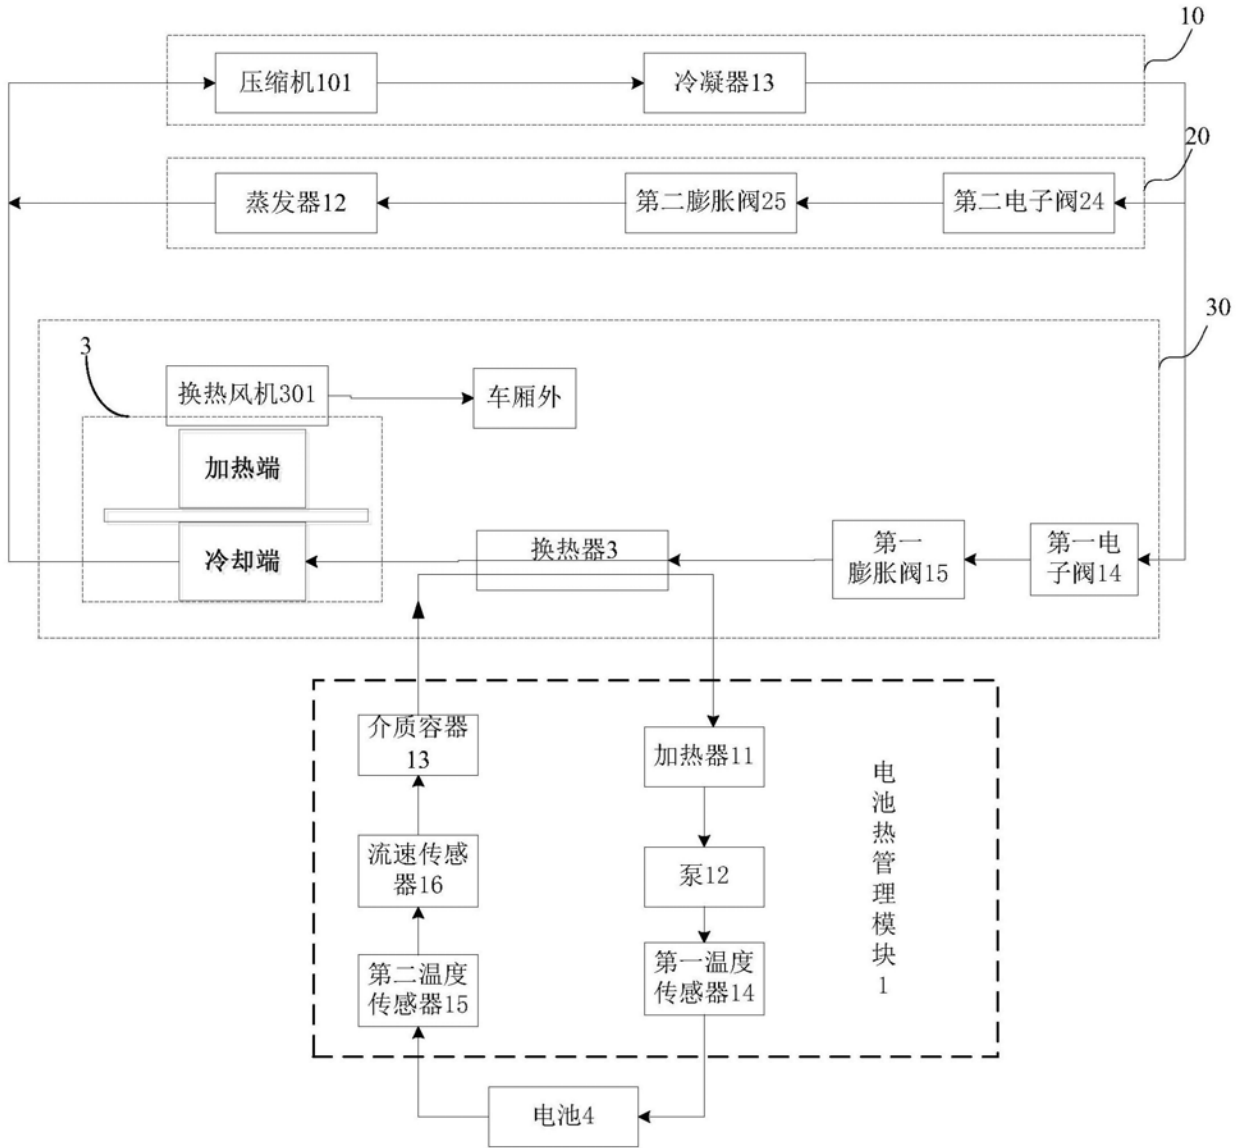 10
压缩机101
冷凝器13
20
蒸发器12
第二膨胀阀25
第二电子阀24
30
3
换热风机301
车厢外
加热端
冷却端
换热器3
第一
膨胀阀15
第一电
子阀14
介质容器
13
加热器11
流速传感
器16
泵12
第二温度
传感器15
第一温度
传感器14
电
池
热
管
理
模
块
1
电池4